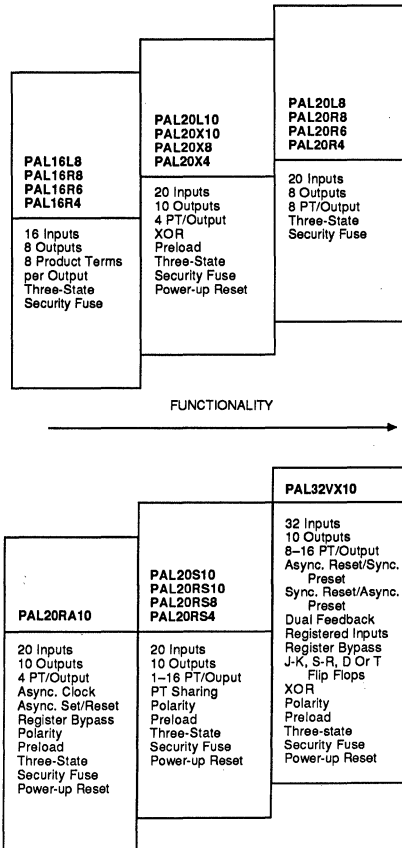 PAL16L8
PAL16R8
PAL16R6
PAL16R4
16 Inputs
8 Outputs
8 Product Terms
per Output
Three-State
Security Fuse
PAL20L10
PAL20X10
PAL20X8
PAL20X4
20 Inputs
10 Outputs
4 PT/Output
XOR
Preload
Three-State
Security Fuse
Power-up Reset
PAL20L8
PAL20R8
PAL20R6
PAL20R4
20 Inputs
8 Outputs
8 PT/Output
Three-State
Security Fuse
FUNCTIONALITY
PAL20RA10
20 Inputs
10 Outputs
4 PT/Output
Async. Clock
Async. Set/Reset
Register Bypass
Polarity
Preload
Three-State
Security Fuse
Power-up Reset
PAL20S10
PAL20RS10
PAL20RS8
PAL20RS4
20 Inputs
10 Outputs
1–16 PT/Ouput
PT Sharing
Polarity
Preload
Three-State
Security Fuse
Power-up Reset
PAL32VX10
32 Inputs
10 Outputs
8–16 PT/Output
Async. Reset/Sync.
Preset
Sync. Reset/Async.
Preset
Dual Feedback
Registered Inputs
Register Bypass
J-K, S-R, D Or T
Flip Flops
XOR
Polarity
Preload
Three-state
Security Fuse
Power-up Reset